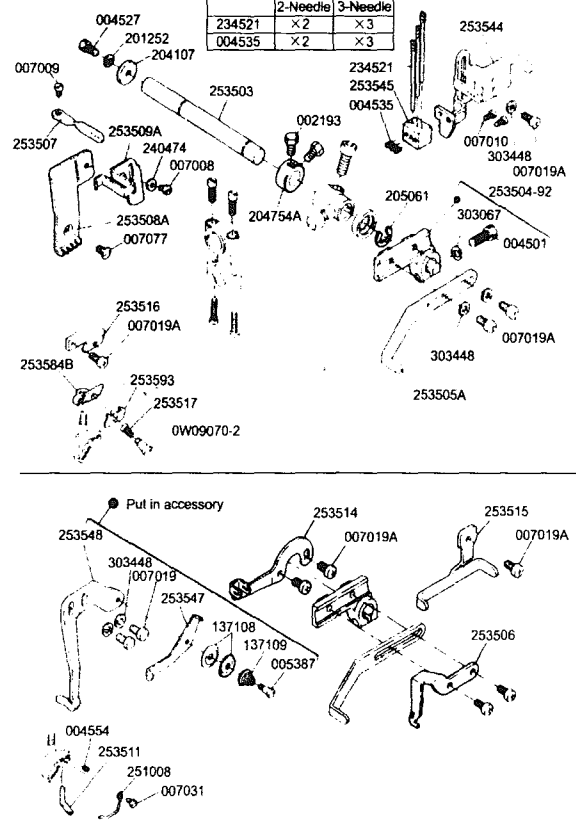 2-Needle 3-Needle
234521 ×2 ×3
004535 ×2 ×3
004527
201252
204107
007009
253503
253507
253509A
240474
007008
002193
234521
253545
004535
253544
007010
303448
007019A
253504-92
205061
303067
004501
204754A
253508A
007077
007019A
303448
253505A
253516
007019A
253584B
253593
253517
0W09070-2
Put in accessory
253548
303448
007019
253547
137108
137109
005387
253514
007019A
253515
007019A
253506
004554
253511
251008
007031